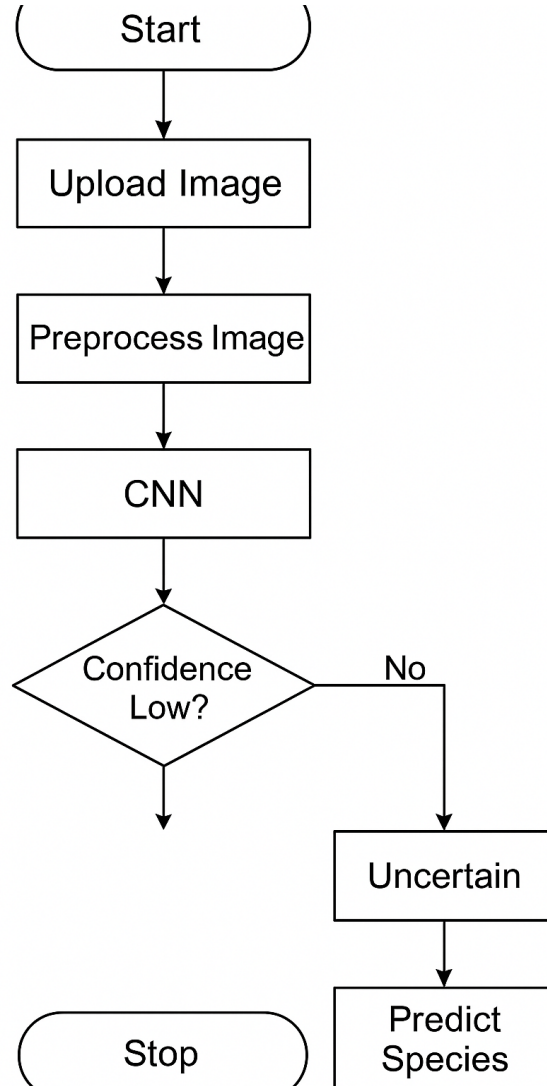 Start
Upload Image
Preprocess Image
CNN
Confidence
Low?
No
Uncertain
Predict
Species
Stop